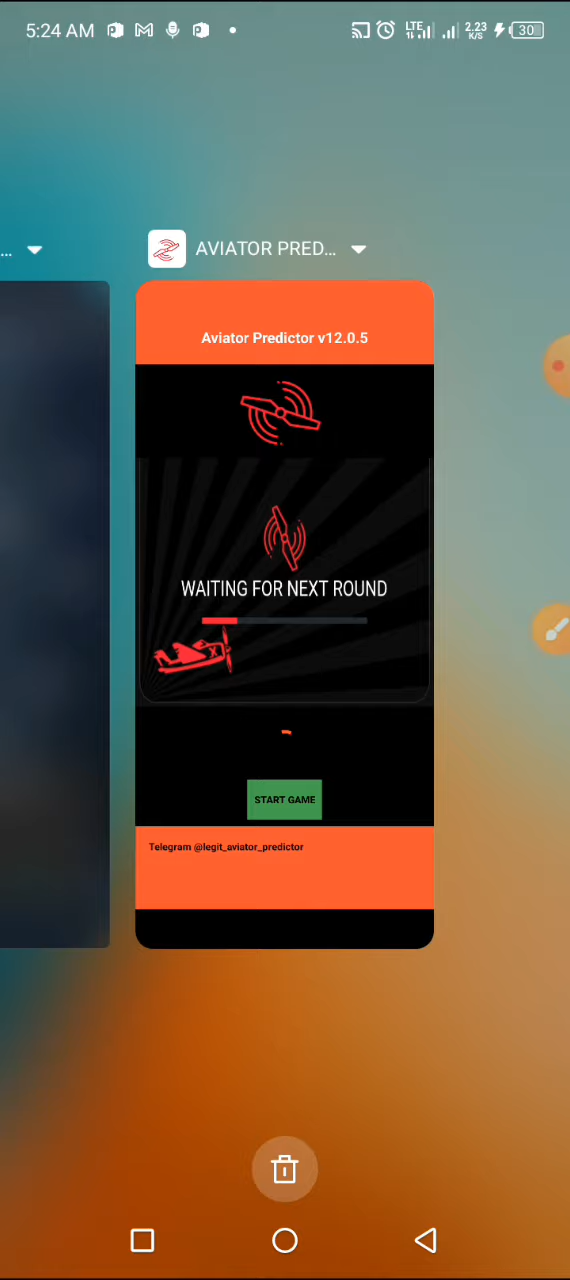 5:24 AM
LTE
2.23
K/S
30
...
AVIATOR PRED...
Aviator Predictor v12.0.5
WAITING FOR NEXT ROUND
START GAME
Telegram @legit_aviator_predictor